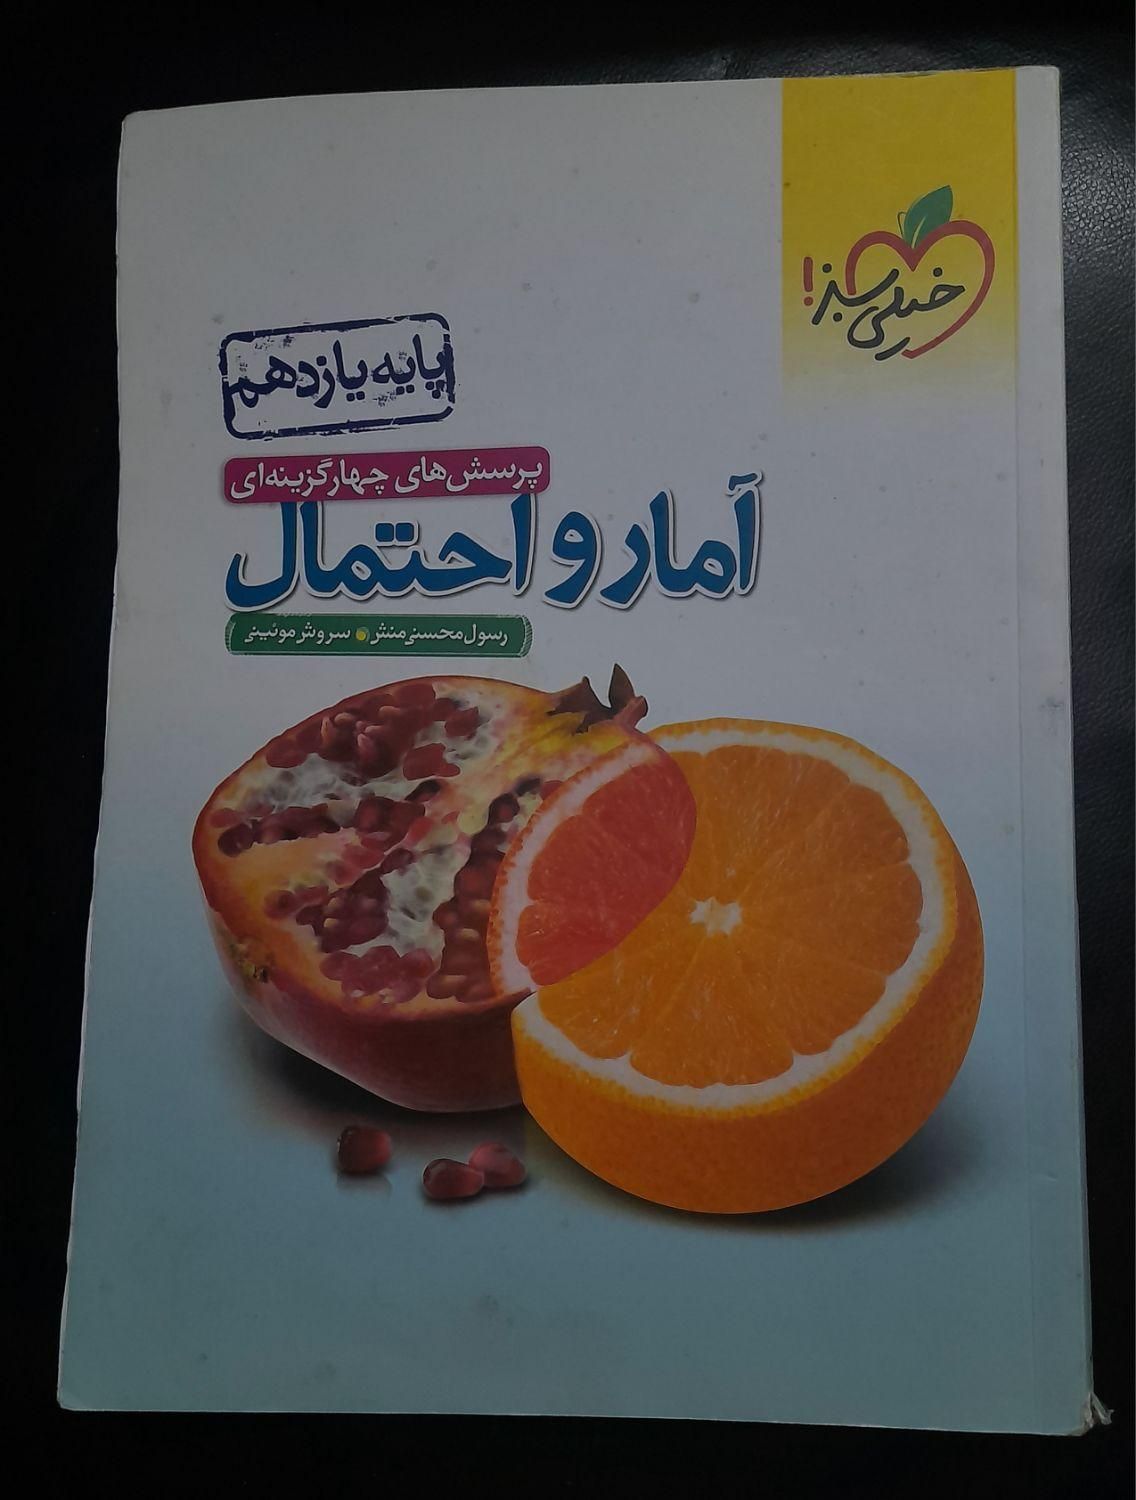 خیلی سبز!
پایه یازدهم
پرسش‌های چهارگزینه‌ای
آمار و احتمال
رسول محسنی منش • سروش موئینی